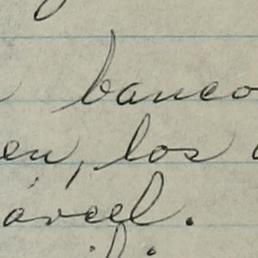 banco
en, los
árcel.